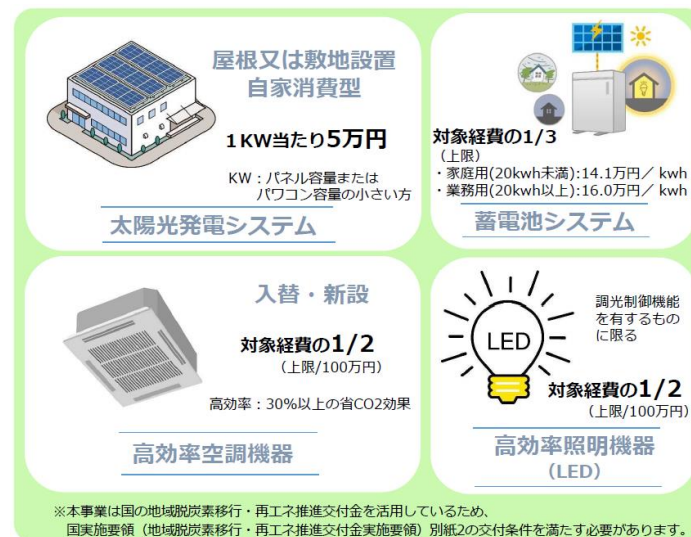 屋根又は敷地設置
自家消費型
1KW当たり5万円
KW：パネル容量または
パワコン容量の小さい方
太陽光発電システム
対象経費の1/3
（上限）
・家庭用(20kwh未満):14.1万円／ kwh
・業務用(20kwh以上):16.0万円／ kwh
蓄電池システム
入替・新設
対象経費の1/2
（上限/100万円）
高効率：30%以上の省CO2効果
高効率空調機器
LED
調光制御機能
を有するもの
に限る
対象経費の1/2
（上限/100万円）
高効率照明機器
（LED）
※本事業は国の地域脱炭素移行・再エネ推進交付金を活用しているため、
国実施要領（地域脱炭素移行・再エネ推進交付金実施要領）別紙2の交付条件を満たす必要があります。